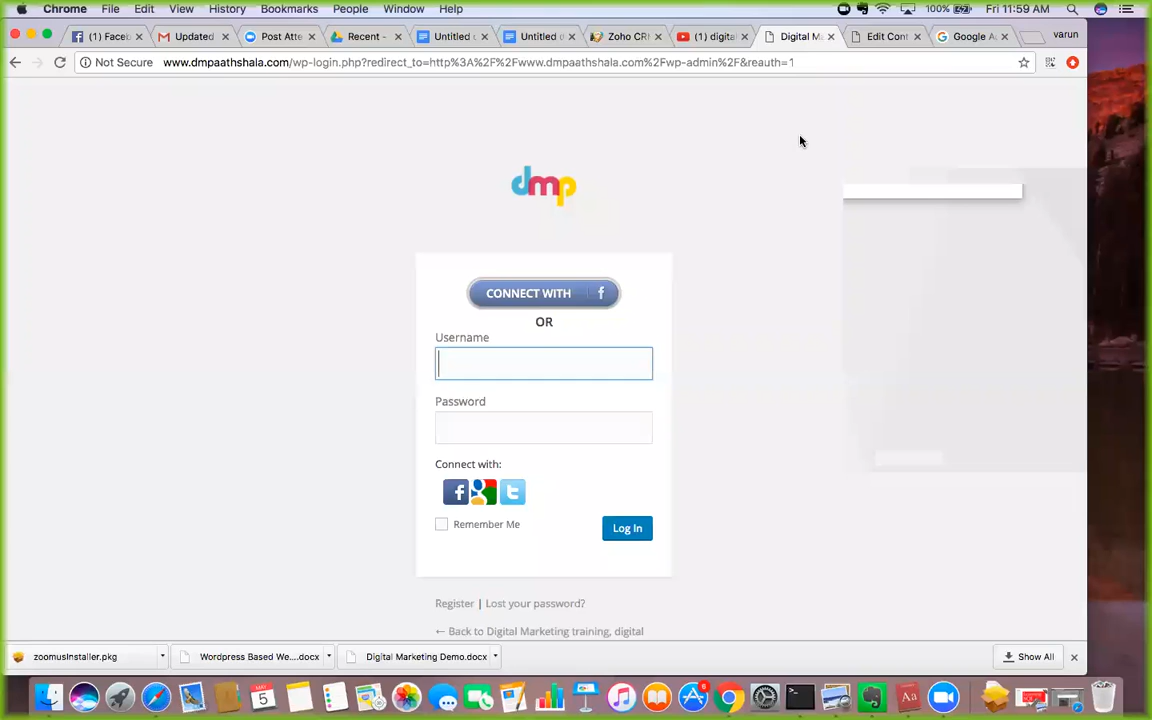 Chrome File Edit View History Bookmarks People Window Help 100% Fri 11:59 AM
(1) Faceb Updated Post Atte Recent - Untitled Untitled Zoho CR (1) digita Digital Ma Edit Cont Google A varun
Not Secure www.dmpaathshala.com/wp-login.php?redirect_to=http%3A%2F%2Fwww.dmpaathshala.com%2Fwp-admin%2F&reauth=1
dmp
CONNECT WITH f
OR
Username
Password
Connect with:
Remember Me
Log In
Register | Lost your password?
← Back to Digital Marketing training, digital
zoomusInstaller.pkg Wordpress Based We....docx Digital Marketing Demo.docx Show All
MAY
5